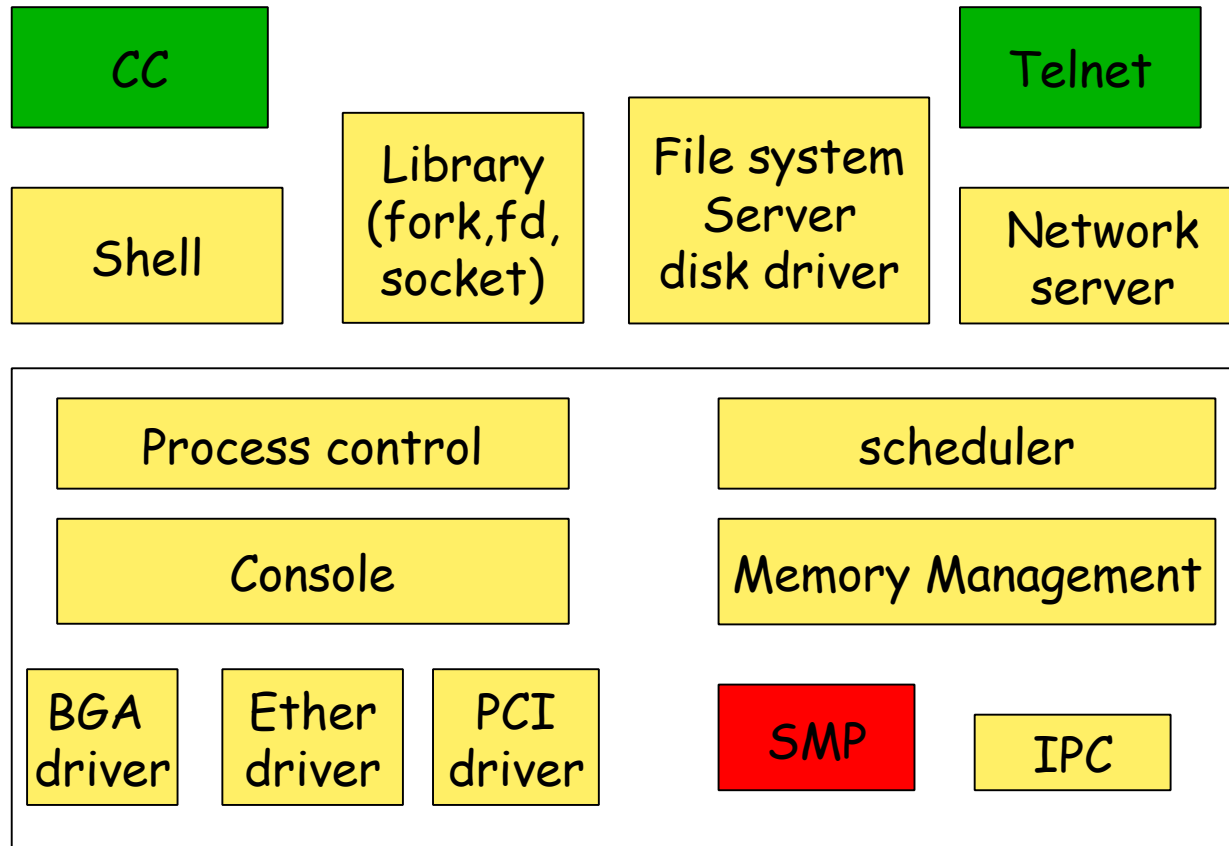 CC
Telnet
Library
(fork,fd,
socket)
File system
Server
disk driver
Shell
Network
server
Process control
scheduler
Console
Memory Management
BGA
driver
Ether
driver
PCI
driver
SMP
IPC